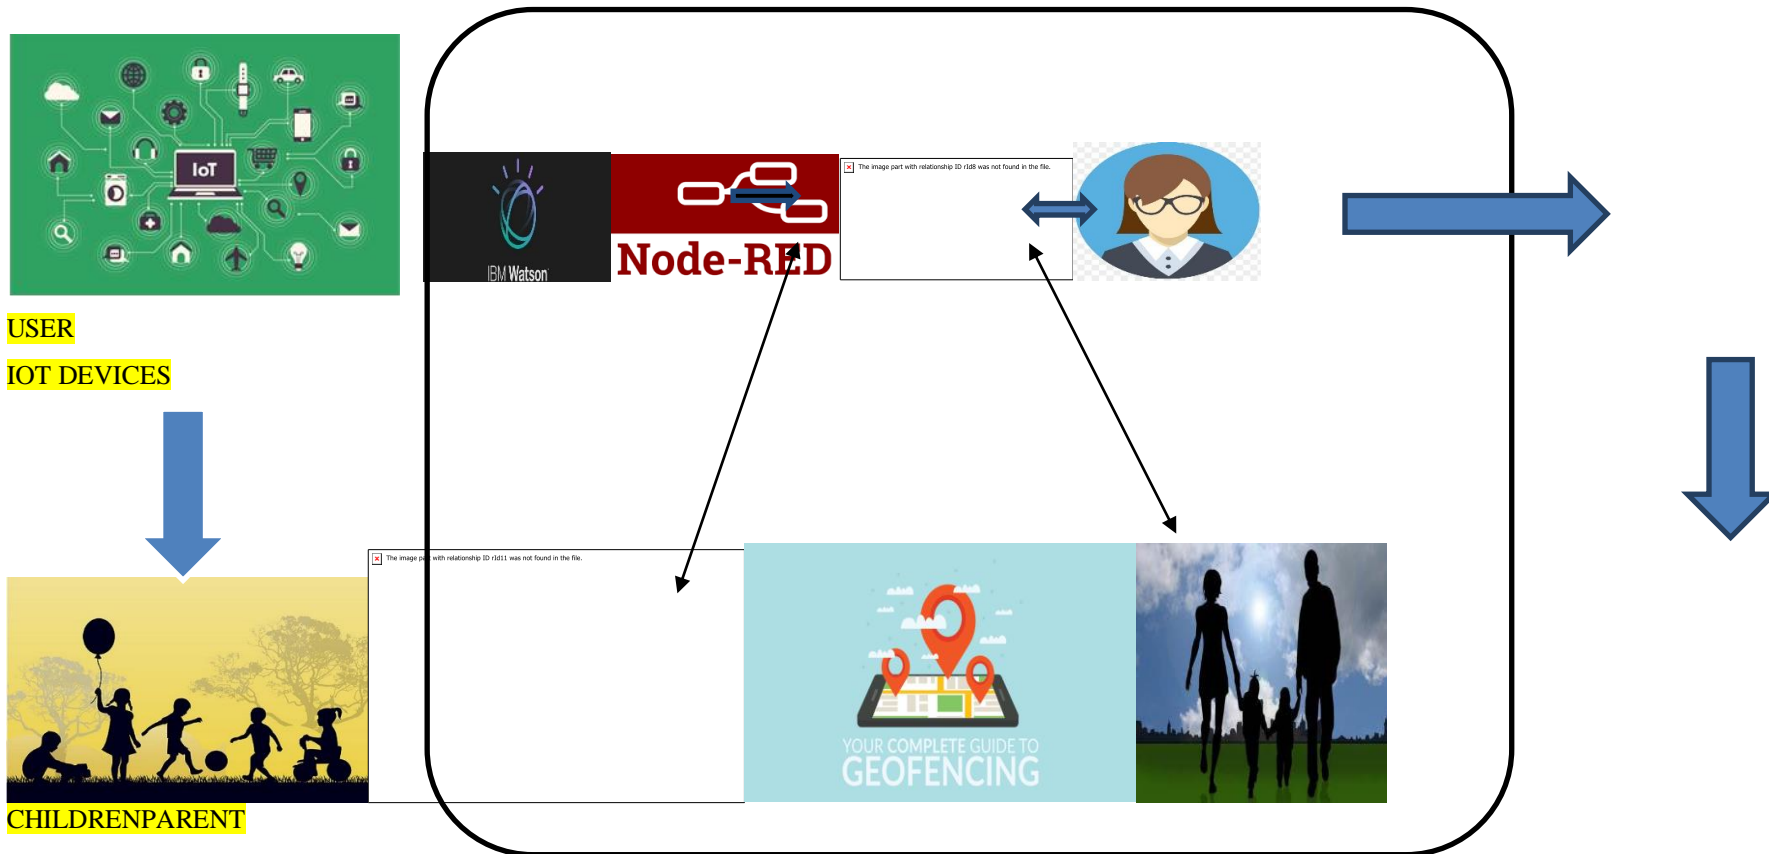 IoT
IBM Watson
Node-RED
The image part with relationship ID rId8 was not found in the file.
USER
IOT DEVICES
The image part with relationship ID rId11 was not found in the file.
YOUR COMPLETE GUIDE TO
GEOFENCING
CHILDRENPARENT